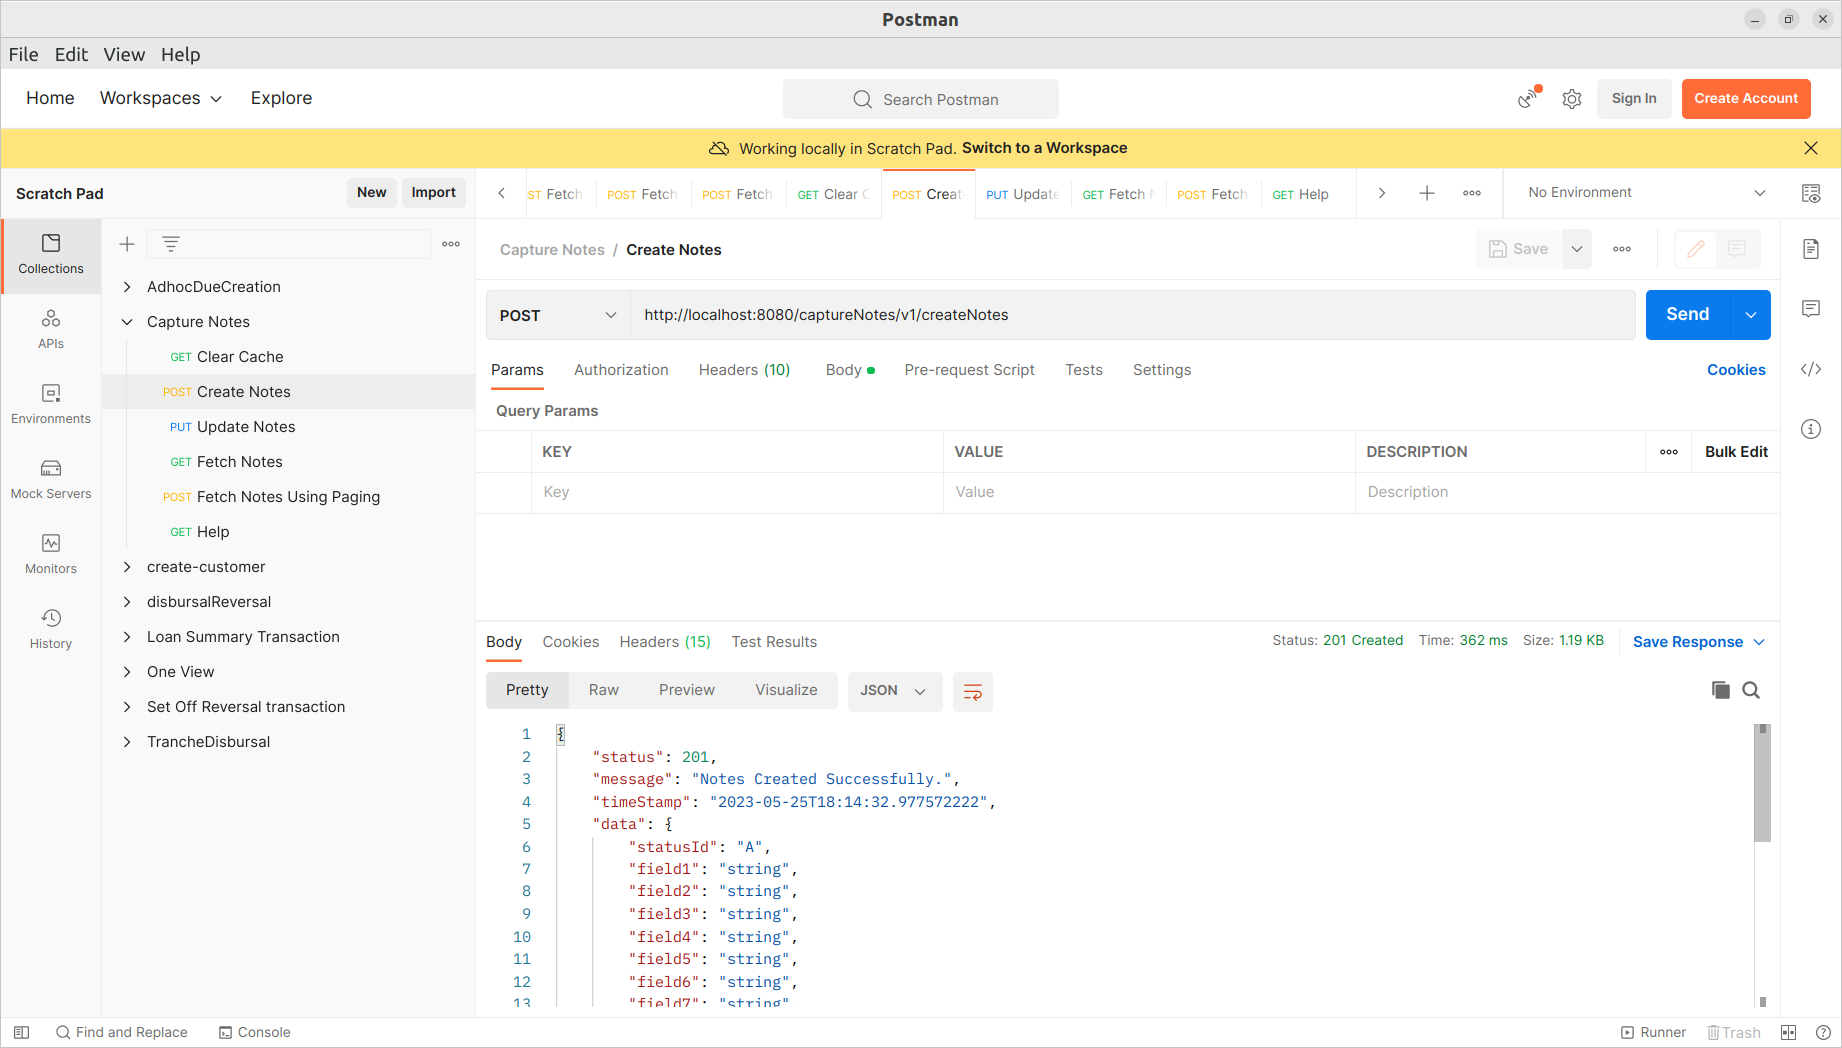 Postman
File Edit View Help
Home Workspaces Explore Search Postman Sign In Create Account
Working locally in Scratch Pad. Switch to a Workspace
Scratch Pad New Import
ST Fetch POST Fetch POST Fetch GET Clear C POST Creat PUT Update GET Fetch POST Fetch GET Help No Environment
Collections
APIs
Environments
Mock Servers
Monitors
History
AdhocDueCreation
Capture Notes
GET Clear Cache
POST Create Notes
PUT Update Notes
GET Fetch Notes
POST Fetch Notes Using Paging
GET Help
create-customer
disbursalReversal
Loan Summary Transaction
One View
Set Off Reversal transaction
TrancheDisbursal
Capture Notes / Create Notes Save
POST http://localhost:8080/captureNotes/v1/createNotes Send
Params Authorization Headers (10) Body Pre-request Script Tests Settings Cookies
Query Params
KEY VALUE DESCRIPTION Bulk Edit
Key Value Description
Body Cookies Headers (15) Test Results Status: 201 Created Time: 362 ms Size: 1.19 KB Save Response
Pretty Raw Preview Visualize JSON
1 {
2 "status": 201,
3 "message": "Notes Created Successfully.",
4 "timeStamp": "2023-05-25T18:14:32.977572222",
5 "data": {
6 "statusId": "A",
7 "field1": "string",
8 "field2": "string",
9 "field3": "string",
10 "field4": "string",
11 "field5": "string",
12 "field6": "string",
13 "field7": "string"
Find and Replace Console Runner Trash